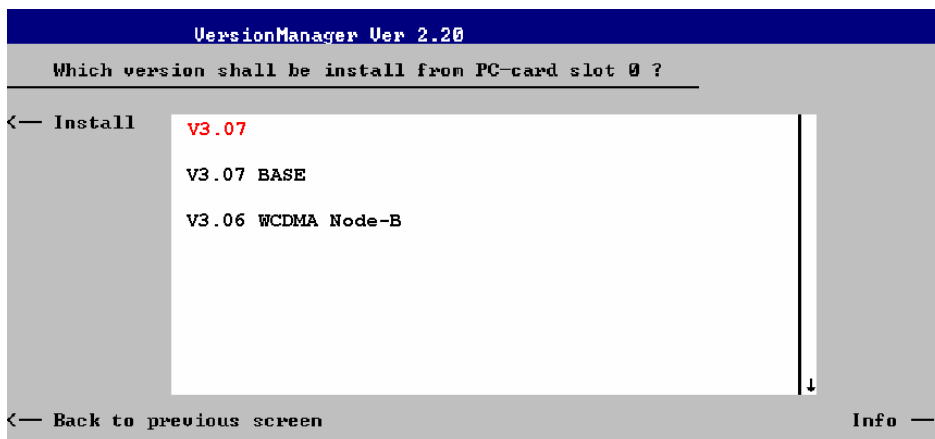 VersionManager Ver 2.20
Which version shall be install from PC-card slot 0 ?
<— Install
V3.07
V3.07 BASE
V3.06 WCDMA Node-B
↓
<— Back to previous screen
Info —